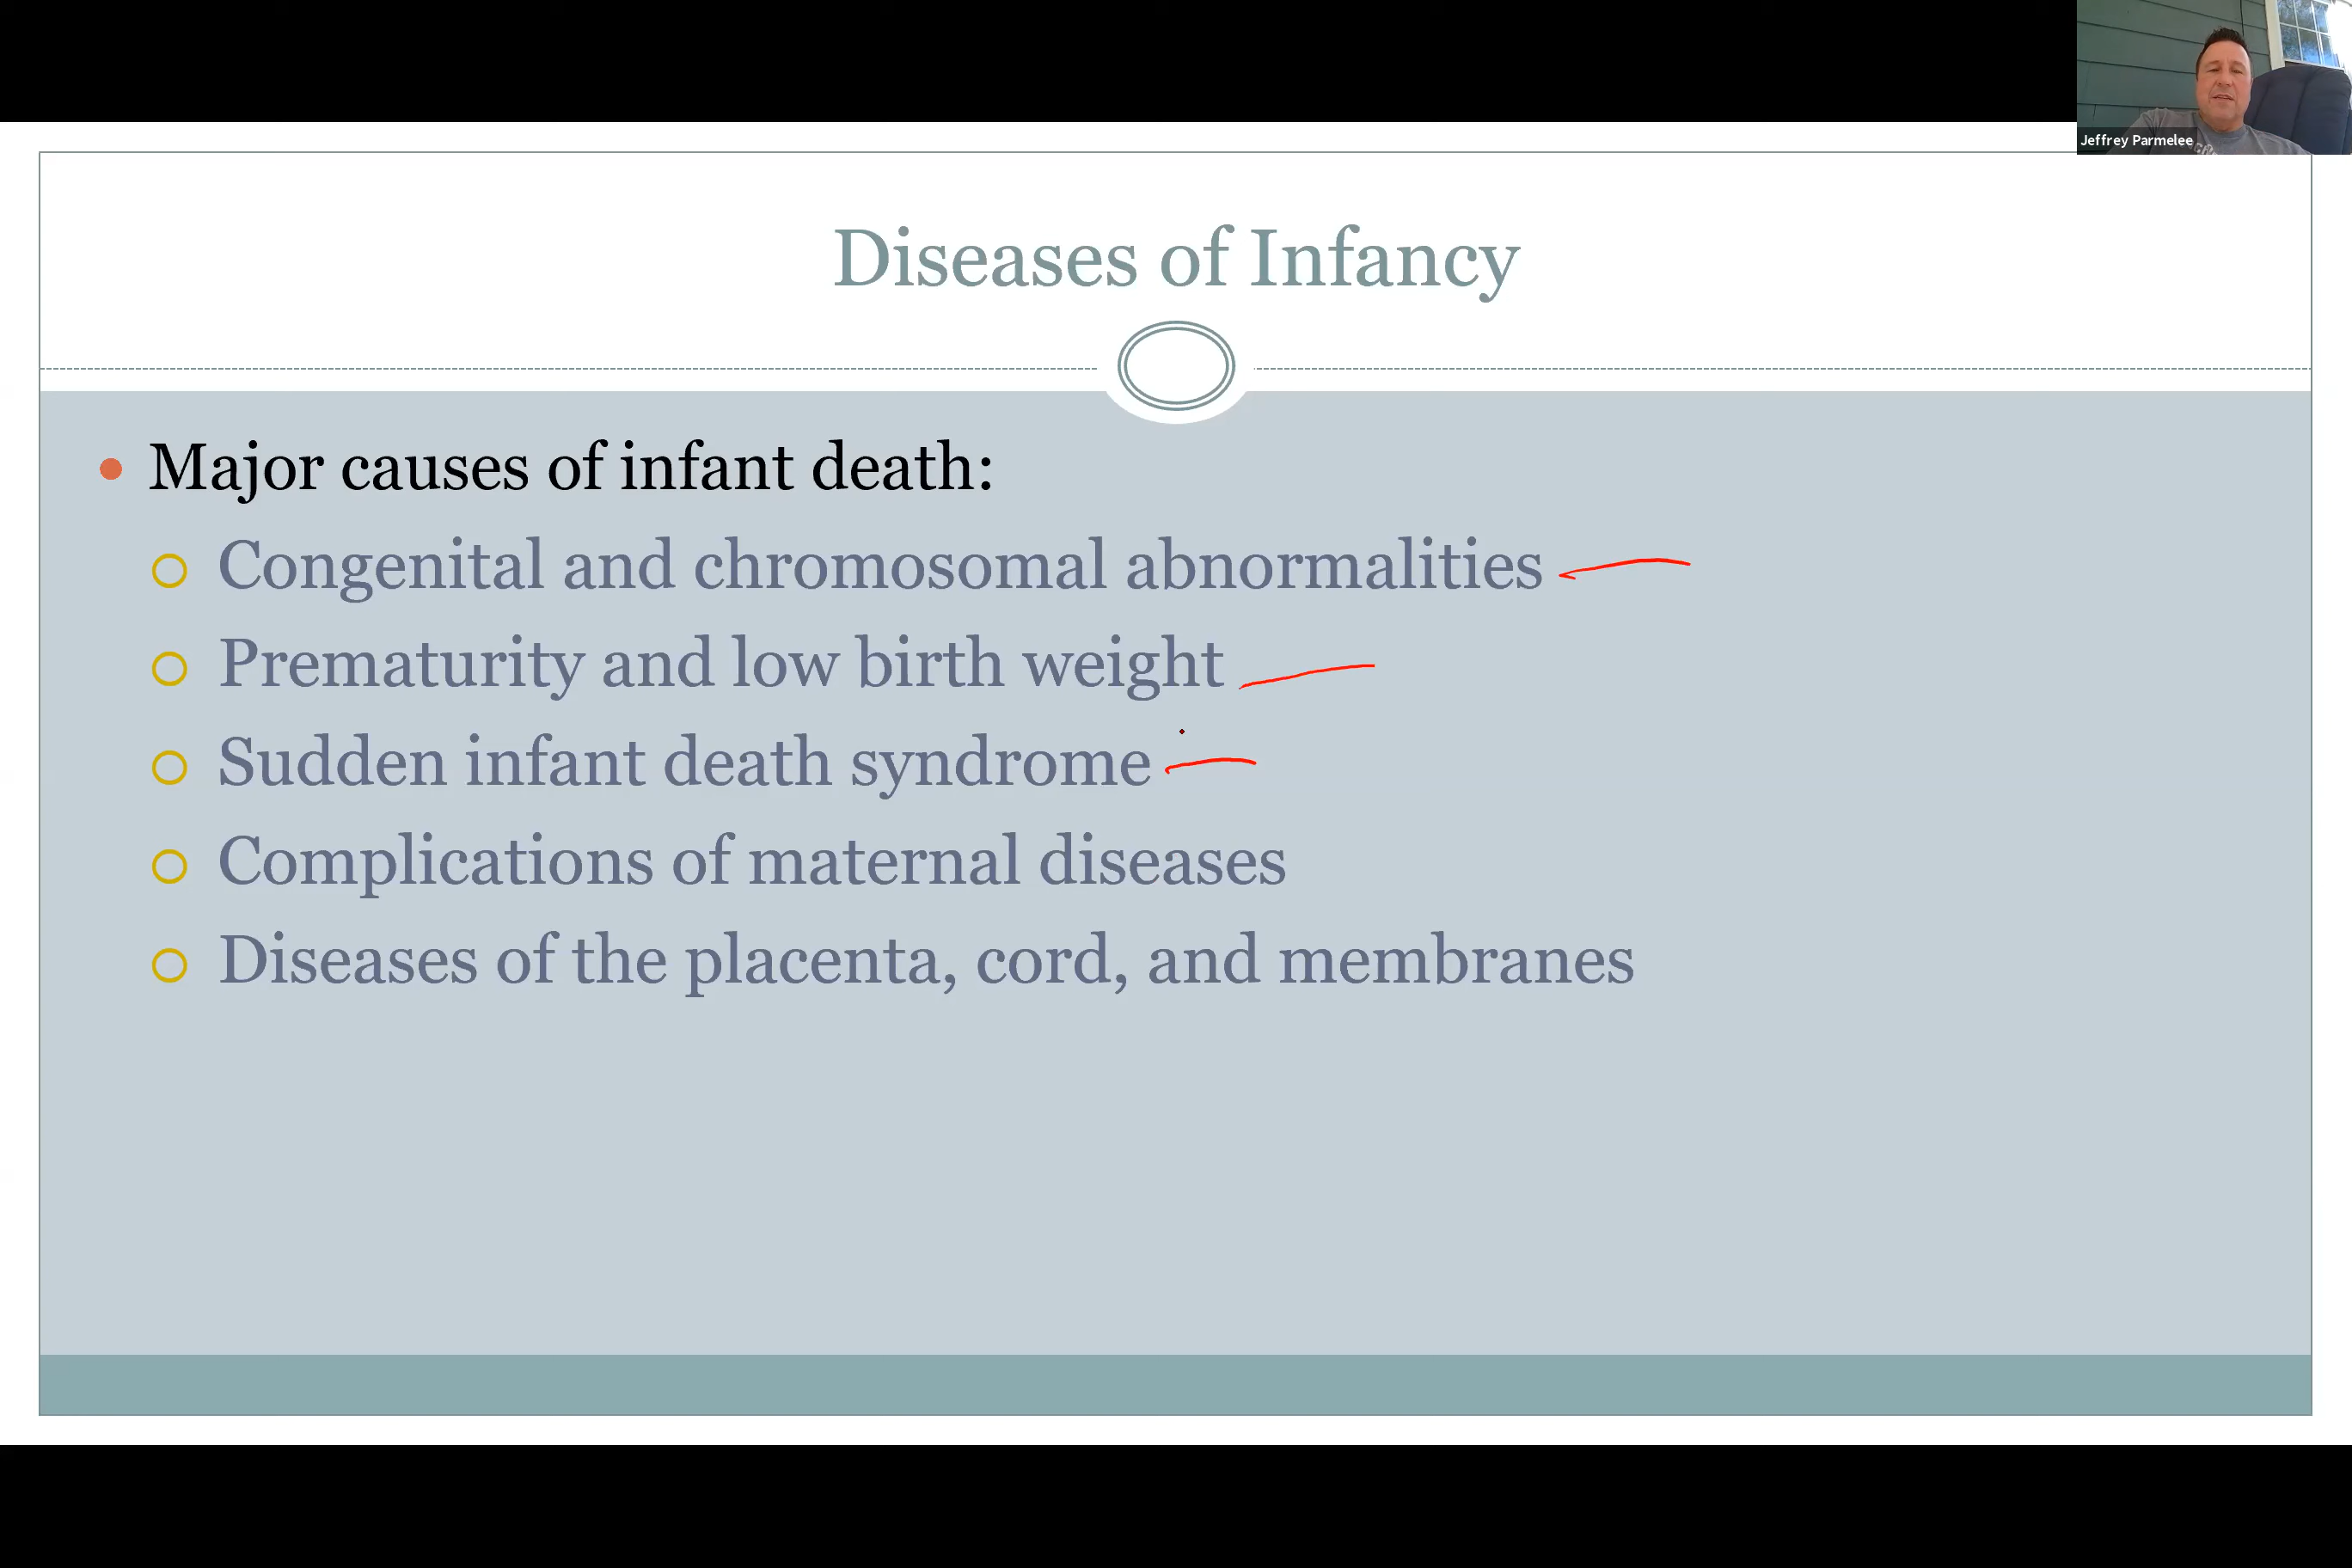 Jeffrey Parmelee
Diseases of Infancy
Major causes of infant death:
Congenital and chromosomal abnormalities
Prematurity and low birth weight
Sudden infant death syndrome
Complications of maternal diseases
Diseases of the placenta, cord, and membranes